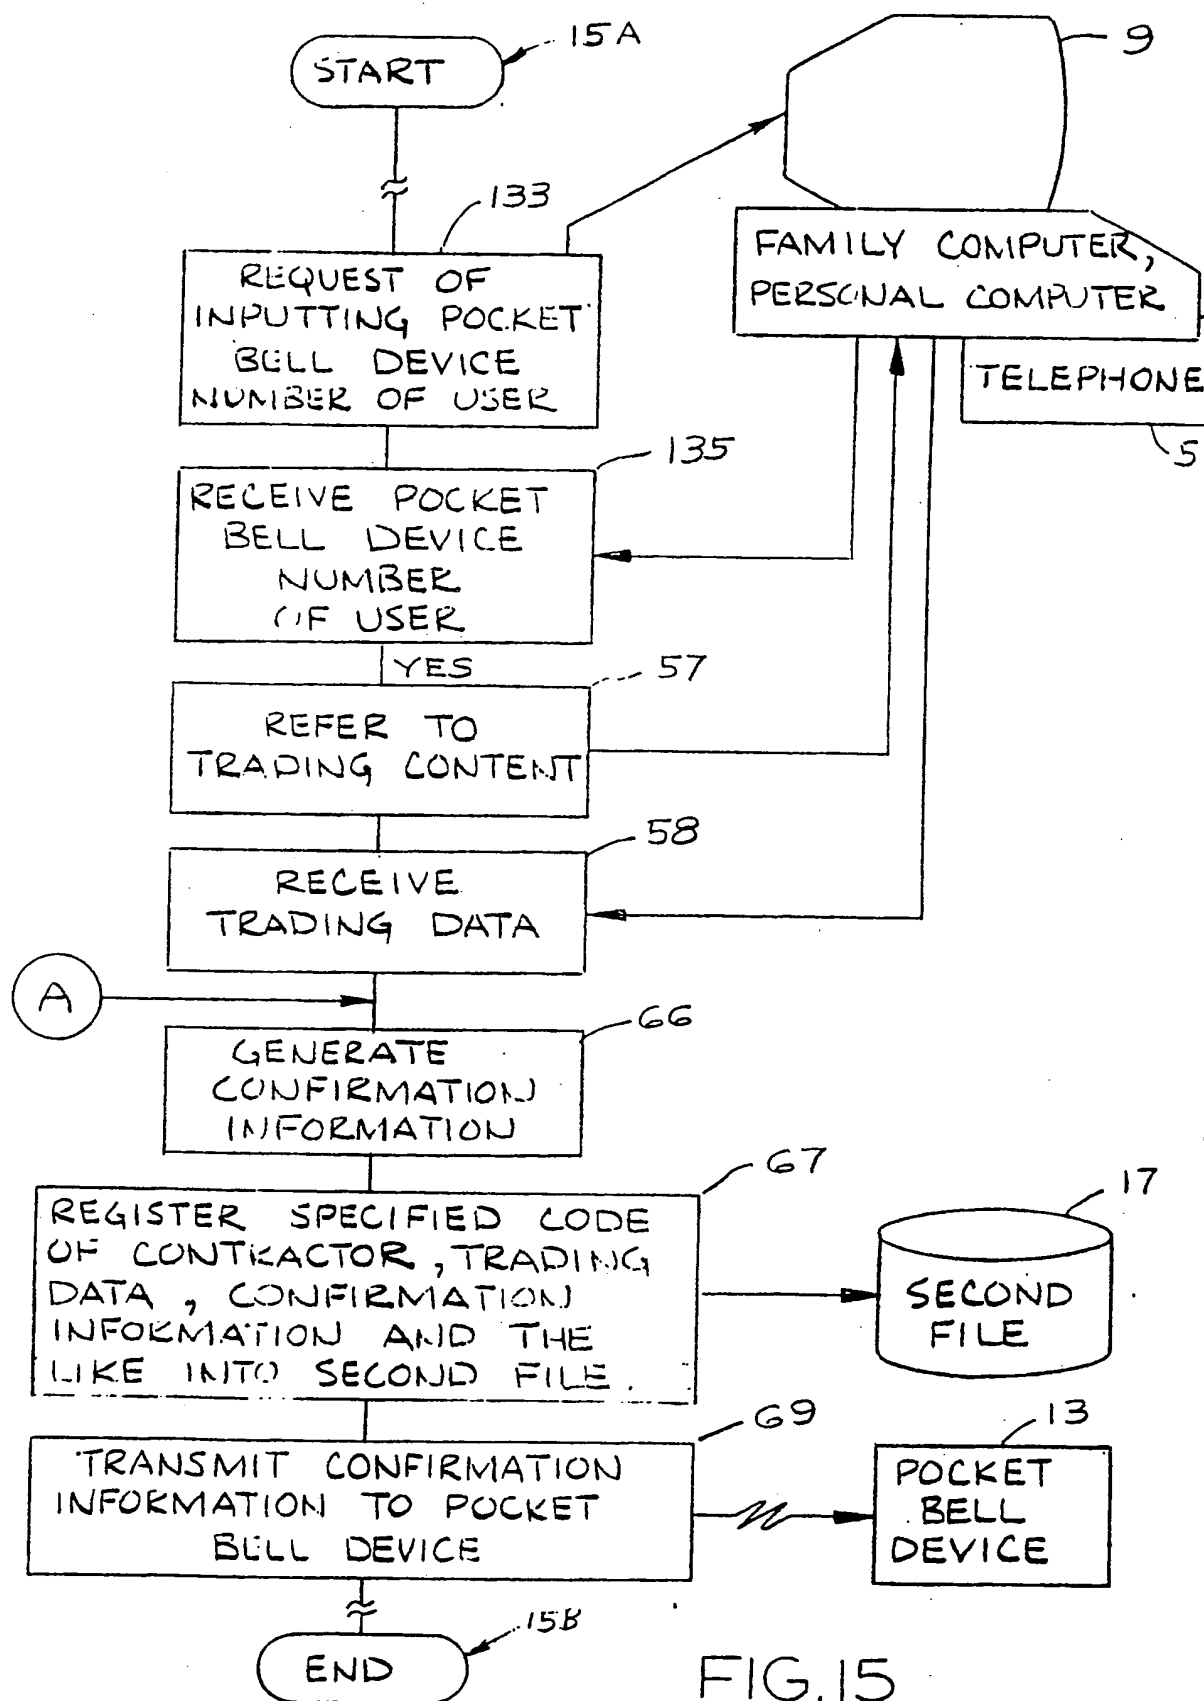 15A
START
9
133
REQUEST OF
INPUTTING POCKET
BELL DEVICE
NUMBER OF USER
FAMILY COMPUTER,
PERSONAL COMPUTER
TELEPHONE
5
135
RECEIVE POCKET
BELL DEVICE
NUMBER
OF USER
YES
57
REFER TO
TRADING CONTENT
58
RECEIVE
TRADING DATA
A
66
GENERATE
CONFIRMATION
INFORMATION
67
REGISTER SPECIFIED CODE
OF CONTRACTOR, TRADING
DATA, CONFIRMATION
INFORMATION AND THE
LIKE INTO SECOND FILE.
17
SECOND
FILE
69
TRANSMIT CONFIRMATION
INFORMATION TO POCKET
BELL DEVICE
13
POCKET
BELL
DEVICE
15B
END
FIG.15